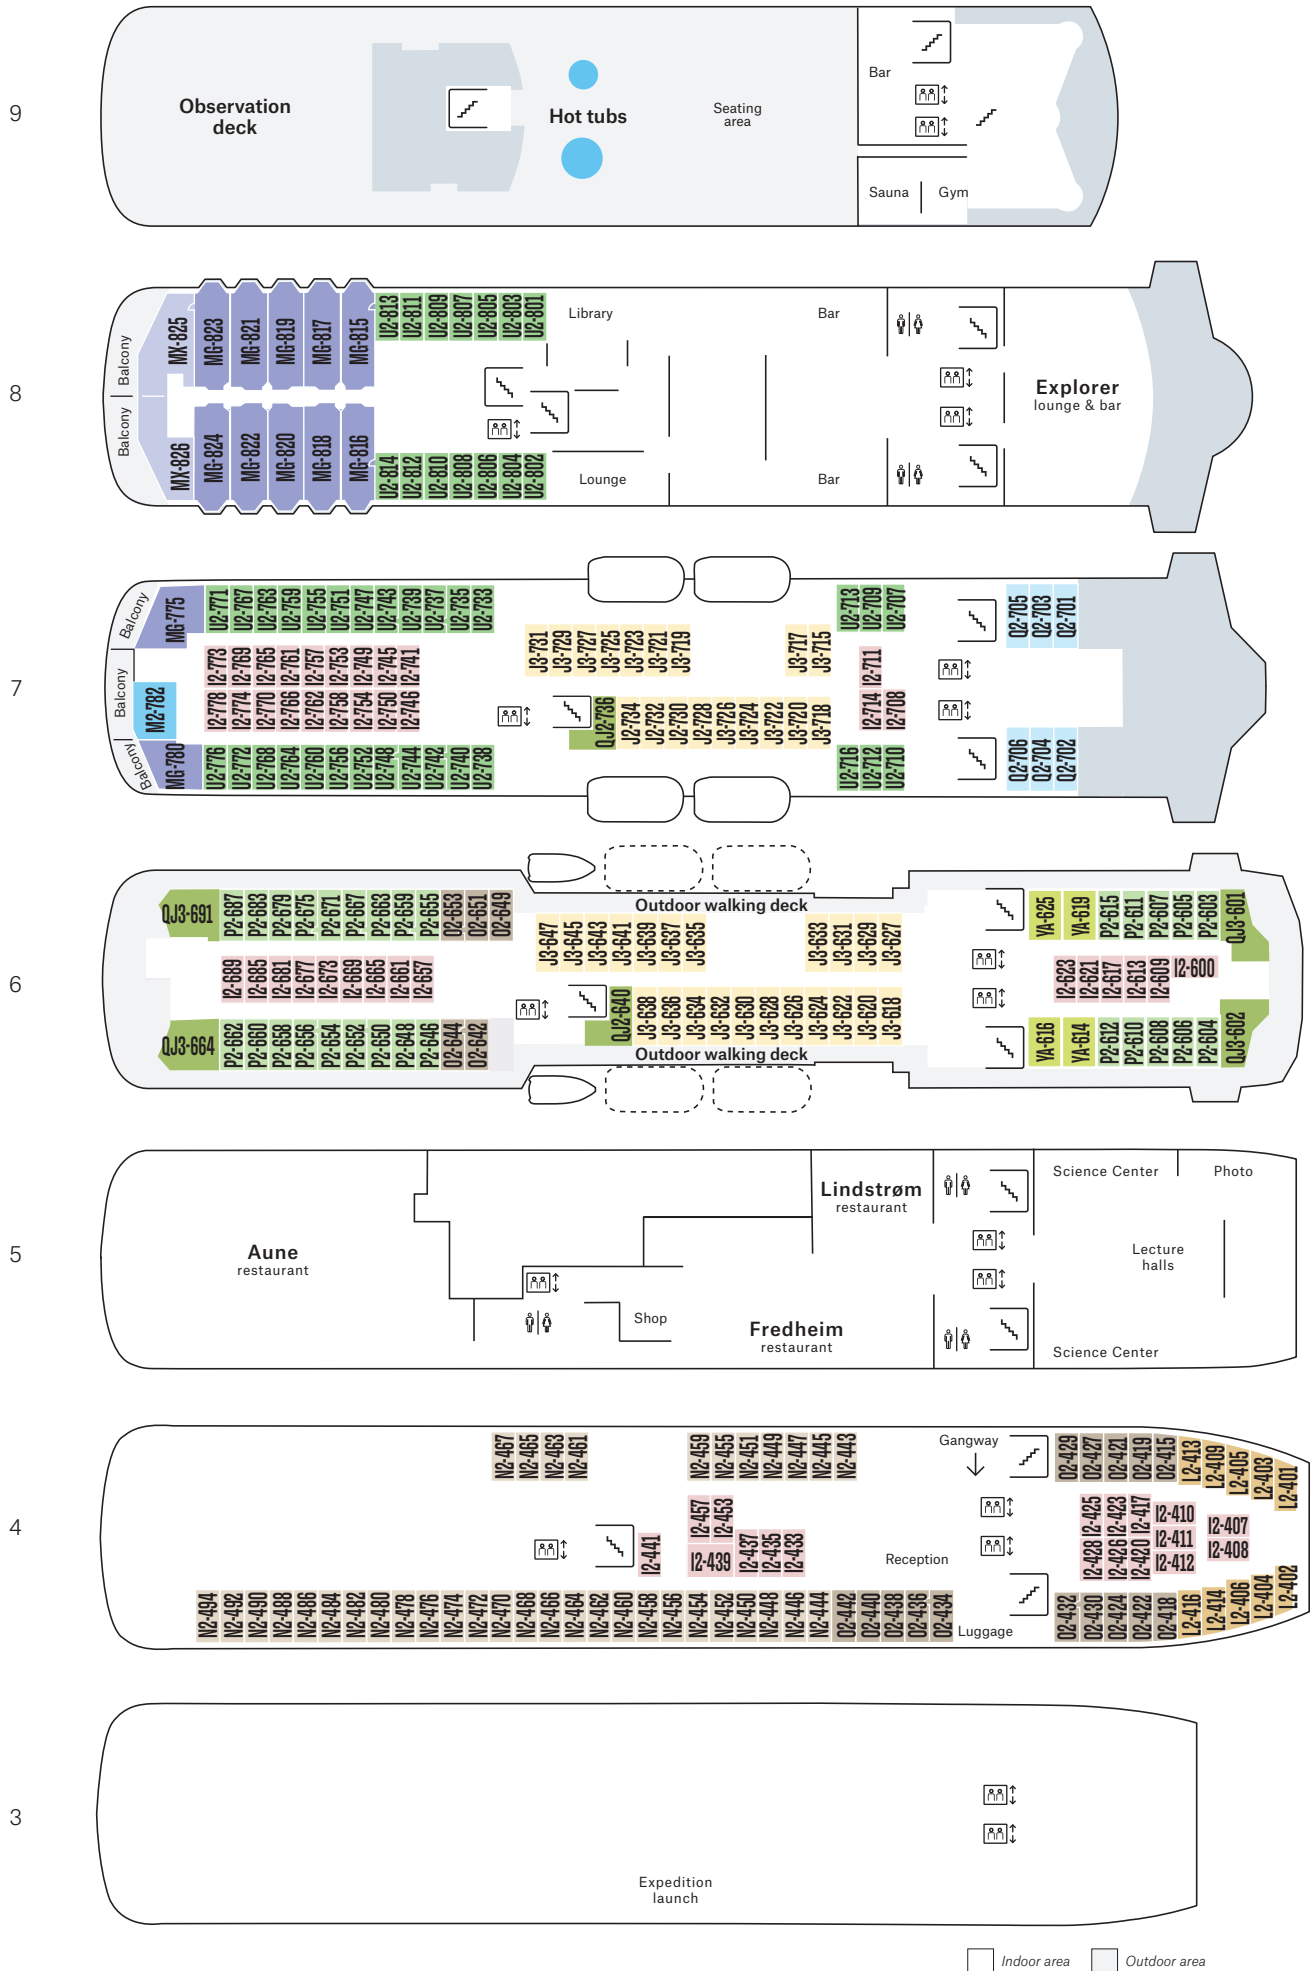 9
Observation
deck
Hot tubs
Seating
area
Bar
Sauna
Gym
8
Balcony
Balcony
MX-825
MG-823
MG-821
MG-819
MG-817
MG-815
U2-813
U2-811
U2-809
U2-807
U2-805
U2-803
U2-801
MX-826
MG-824
MG-822
MG-820
MG-818
MG-816
U2-814
U2-812
U2-810
U2-808
U2-806
U2-804
U2-802
Library
Lounge
Bar
Bar
Explorer
lounge & bar
7
Balcony
Balcony
Balcony
MG-775
M2-782
MG-780
U2-771
U2-767
U2-763
U2-759
U2-755
U2-751
U2-747
U2-743
U2-739
U2-737
U2-735
U2-733
I2-773
I2-769
I2-765
I2-761
I2-757
I2-753
I2-749
I2-745
I2-741
I2-778
I2-774
I2-770
I2-766
I2-762
I2-758
I2-754
I2-750
I2-746
U2-776
U2-772
U2-768
U2-764
U2-760
U2-756
U2-752
U2-748
U2-744
U2-742
U2-740
U2-738
J3-731
J3-729
J3-727
J3-725
J3-723
J3-721
J3-719
J3-717
J3-715
QJ2-736
J2-734
J2-732
J2-730
J2-728
J3-726
J3-724
J3-722
J3-720
J3-718
U2-713
U2-709
U2-707
I2-711
I2-714
I2-708
U2-716
U2-712
U2-710
Q2-705
Q2-703
Q2-701
Q2-706
Q2-704
Q2-702
6
QJ3-691
P2-687
P2-683
P2-679
P2-675
P2-671
P2-667
P2-663
P2-659
P2-655
O2-653
O2-651
O2-649
I2-689
I2-685
I2-681
I2-677
I2-673
I2-669
I2-665
I2-661
I2-657
QJ3-664
P2-662
P2-660
P2-658
P2-656
P2-654
P2-652
P2-650
P2-648
P2-646
O2-644
O2-642
Outdoor walking deck
J3-647
J3-645
J3-643
J3-641
J3-639
J3-637
J3-635
J3-633
J3-631
J3-629
J3-627
QJ2-640
J3-638
J3-636
J3-634
J3-632
J3-630
J3-628
J3-626
J3-624
J3-622
J3-620
J3-618
Outdoor walking deck
YA-625
YA-619
P2-615
P2-611
P2-607
P2-605
P2-603
QJ3-601
I2-623
I2-621
I2-617
I2-613
I2-609
I2-600
YA-616
YA-614
P2-612
P2-610
P2-608
P2-606
P2-604
QJ3-602
5
Aune
restaurant
Shop
Lindstrøm
restaurant
Fredheim
restaurant
Science Center
Photo
Lecture
halls
Science Center
4
N2-467
N2-465
N2-463
N2-461
N2-459
N2-455
N2-451
N2-449
N2-447
N2-445
N2-443
I2-441
I2-457
I2-453
I2-439
I2-437
I2-435
I2-433
N2-494
N2-492
N2-490
N2-488
N2-486
N2-484
N2-482
N2-480
N2-478
N2-476
N2-474
N2-472
N2-470
N2-468
N2-466
N2-464
N2-462
N2-460
N2-458
N2-456
N2-454
N2-452
N2-450
N2-448
N2-446
N2-444
O2-442
O2-440
O2-438
O2-436
O2-434
Gangway
Reception
Luggage
O2-429
O2-427
O2-421
O2-419
O2-415
L2-413
L2-409
L2-405
L2-403
L2-401
I2-425
I2-423
I2-417
I2-428
I2-426
I2-420
I2-410
I2-411
I2-412
I2-407
I2-408
O2-432
O2-430
O2-424
O2-422
O2-418
L2-416
L2-414
L2-406
L2-404
L2-402
3
Expedition
launch
Indoor area
Outdoor area